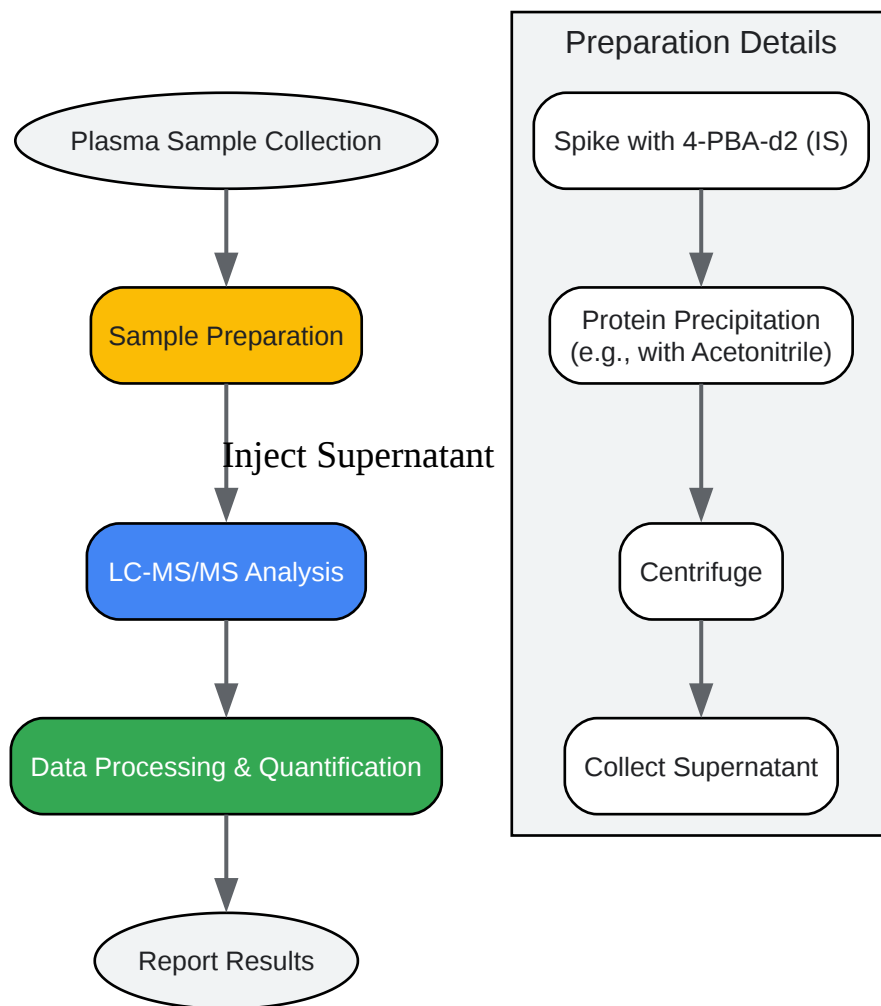 Plasma Sample Collection
Sample Preparation
Inject Supernatant
LC-MS/MS Analysis
Data Processing & Quantification
Report Results
Preparation Details
Spike with 4-PBA-d2 (IS)
Protein Precipitation
(e.g., with Acetonitrile)
Centrifuge
Collect Supernatant